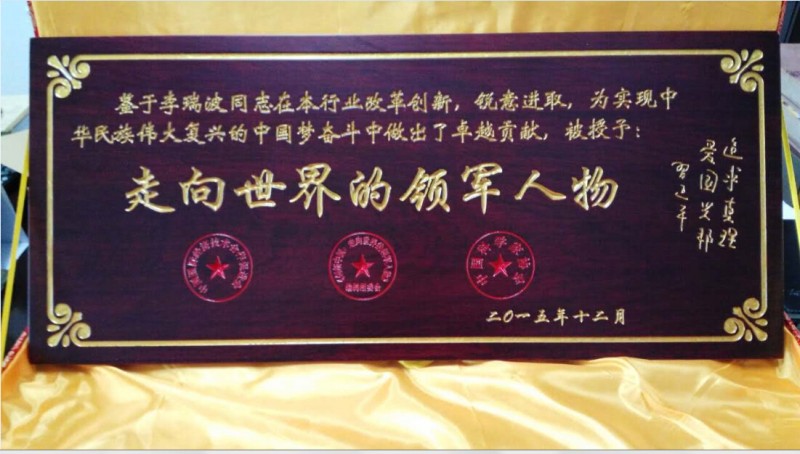 鉴于李瑞波同志在本行业改革创新，锐意进取，为实现中
华民族伟大复兴的中国梦奋斗中做出了卓越贡献，被授予：
走向世界的领军人物
追求真理
爱国兴邦
习近平
二〇一五年十二月